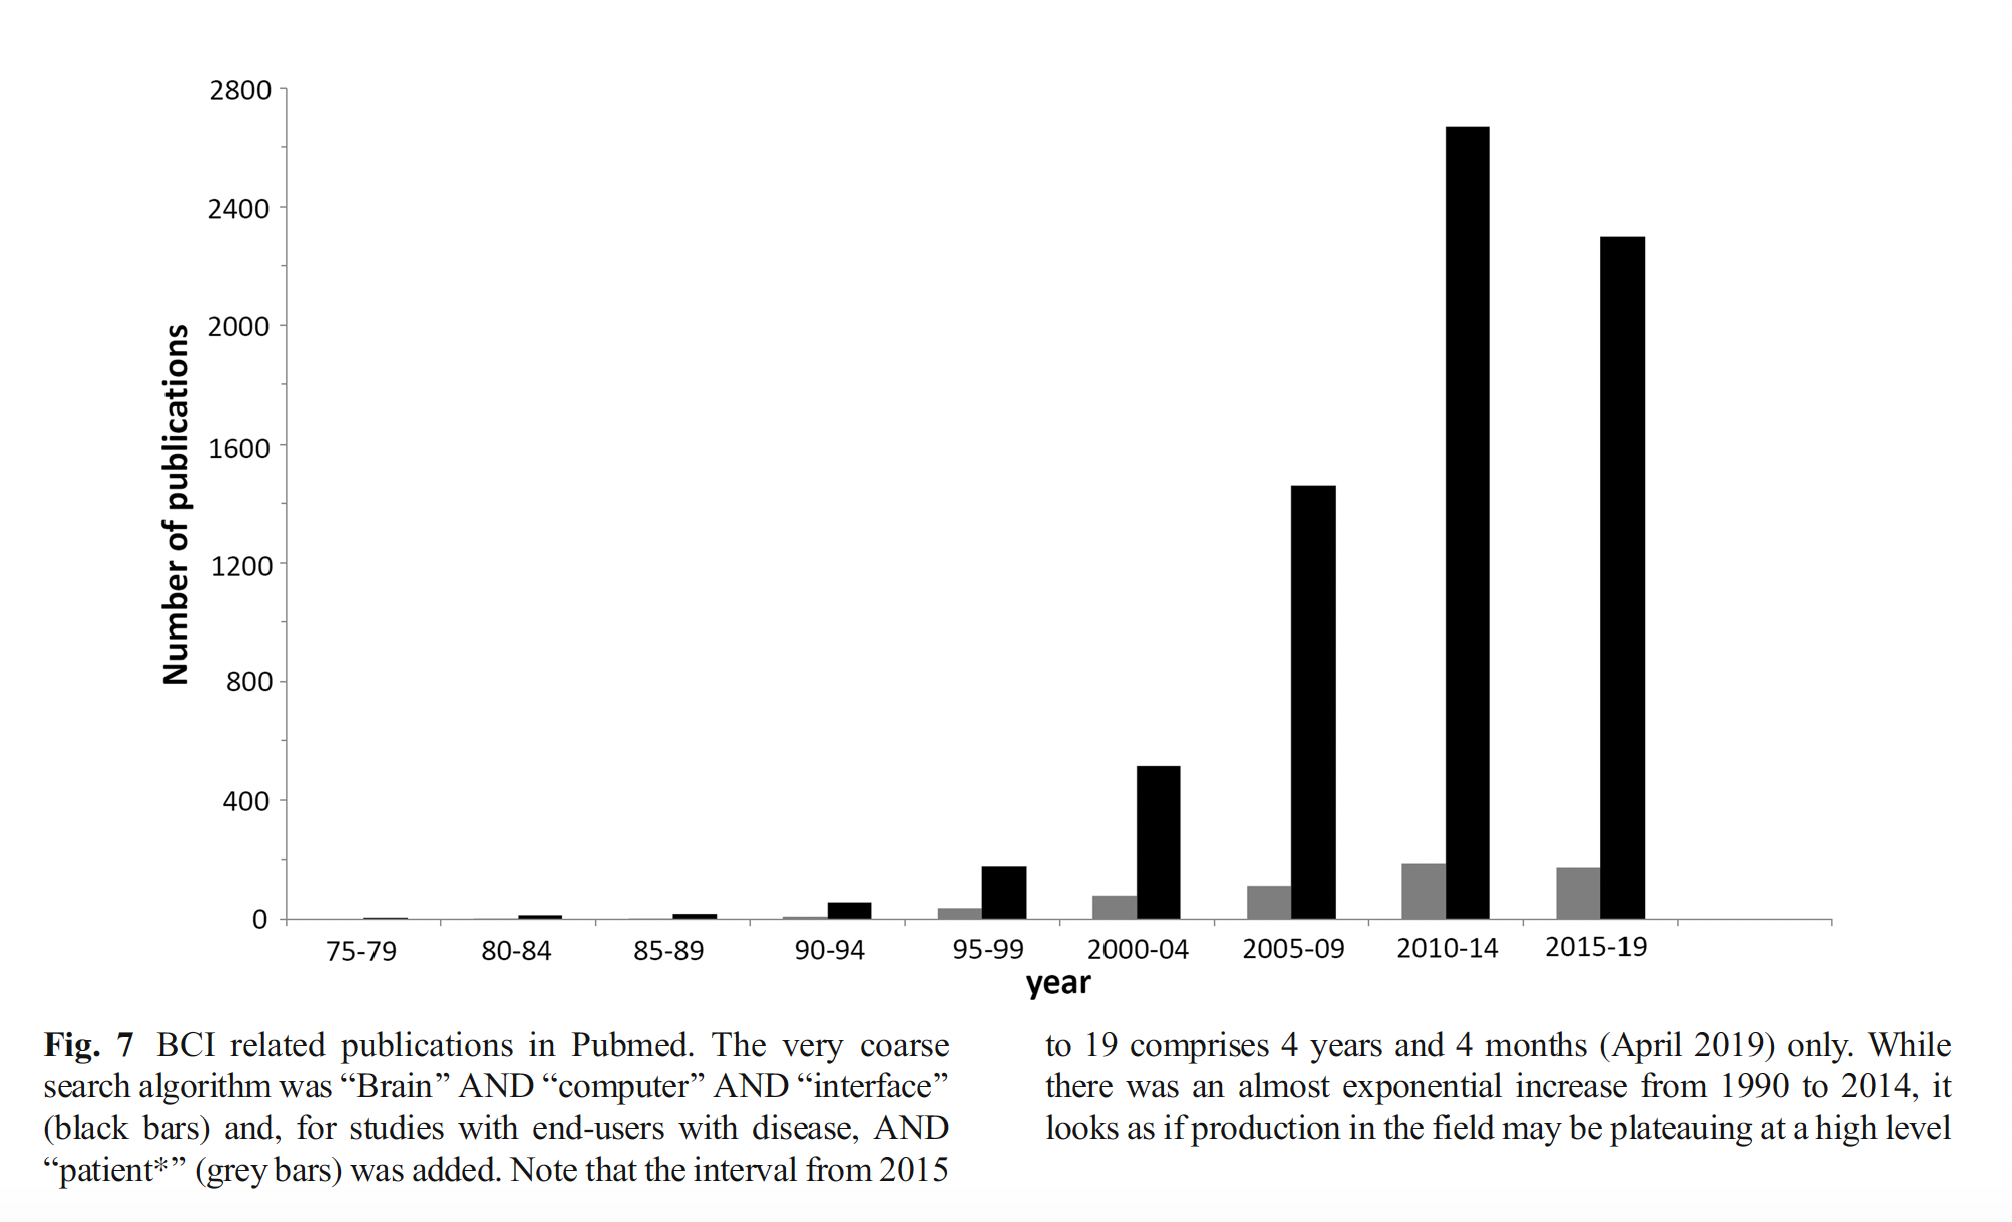 2800
2400
2000
1600
1200
800
400
0
Number of publications
75-79 80-84 85-89 90-94 95-99 2000-04 2005-09 2010-14 2015-19
year
Fig. 7 BCI related publications in Pubmed. The very coarse
search algorithm was “Brain” AND “computer” AND “interface”
(black bars) and, for studies with end-users with disease, AND
“patient*” (grey bars) was added. Note that the interval from 2015
to 19 comprises 4 years and 4 months (April 2019) only. While
there was an almost exponential increase from 1990 to 2014, it
looks as if production in the field may be plateauing at a high level